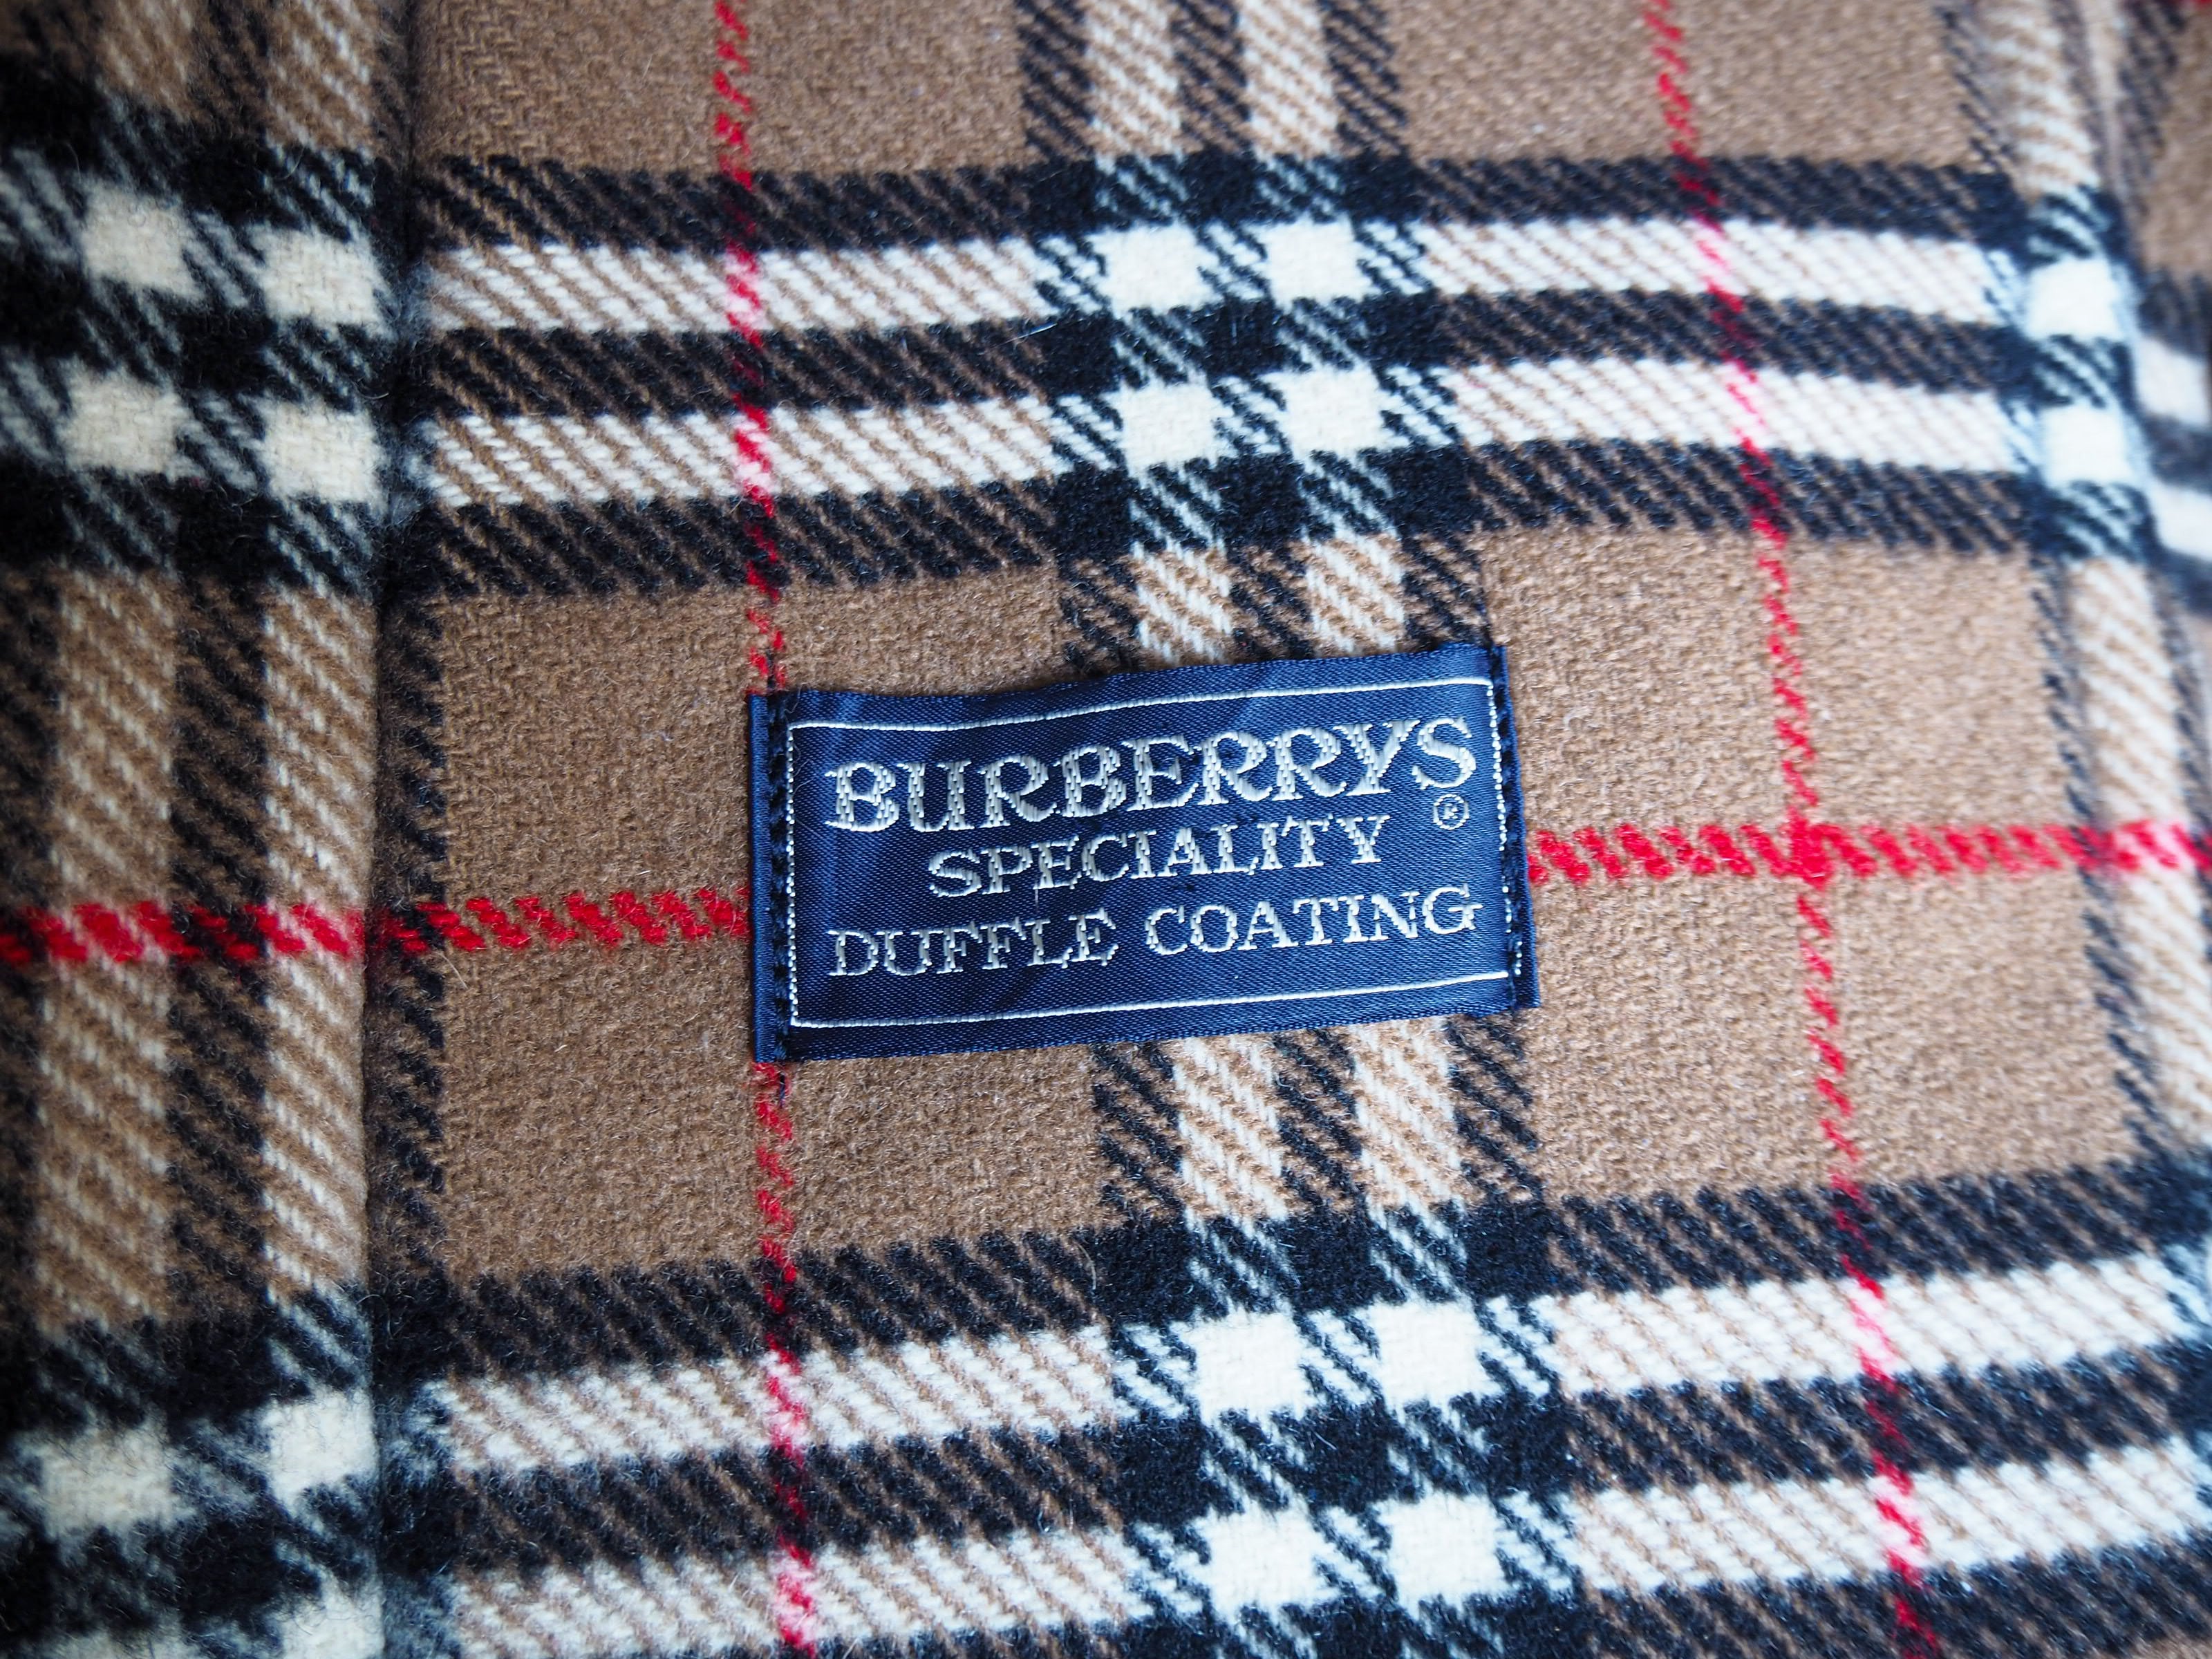 BURBERRYS
®
SPECIALITY
DUFFLE COATING